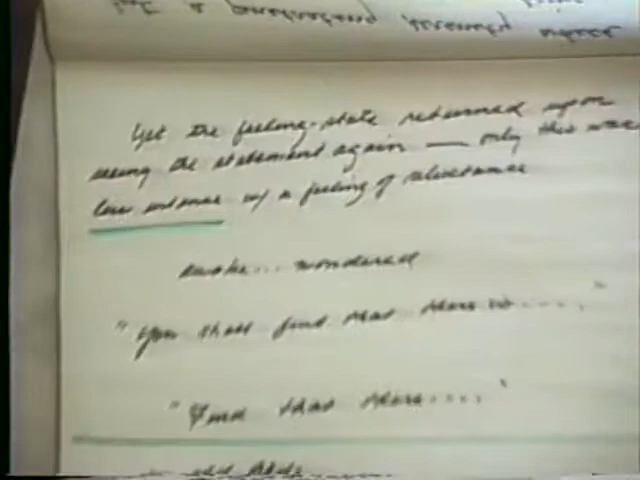 Yet the feeling-state returned upon
seeing the statement again — only this was
less intense w/ a feeling of reluctance
awoke... wondered
"You shall find that there is ....."
"Find that there....."